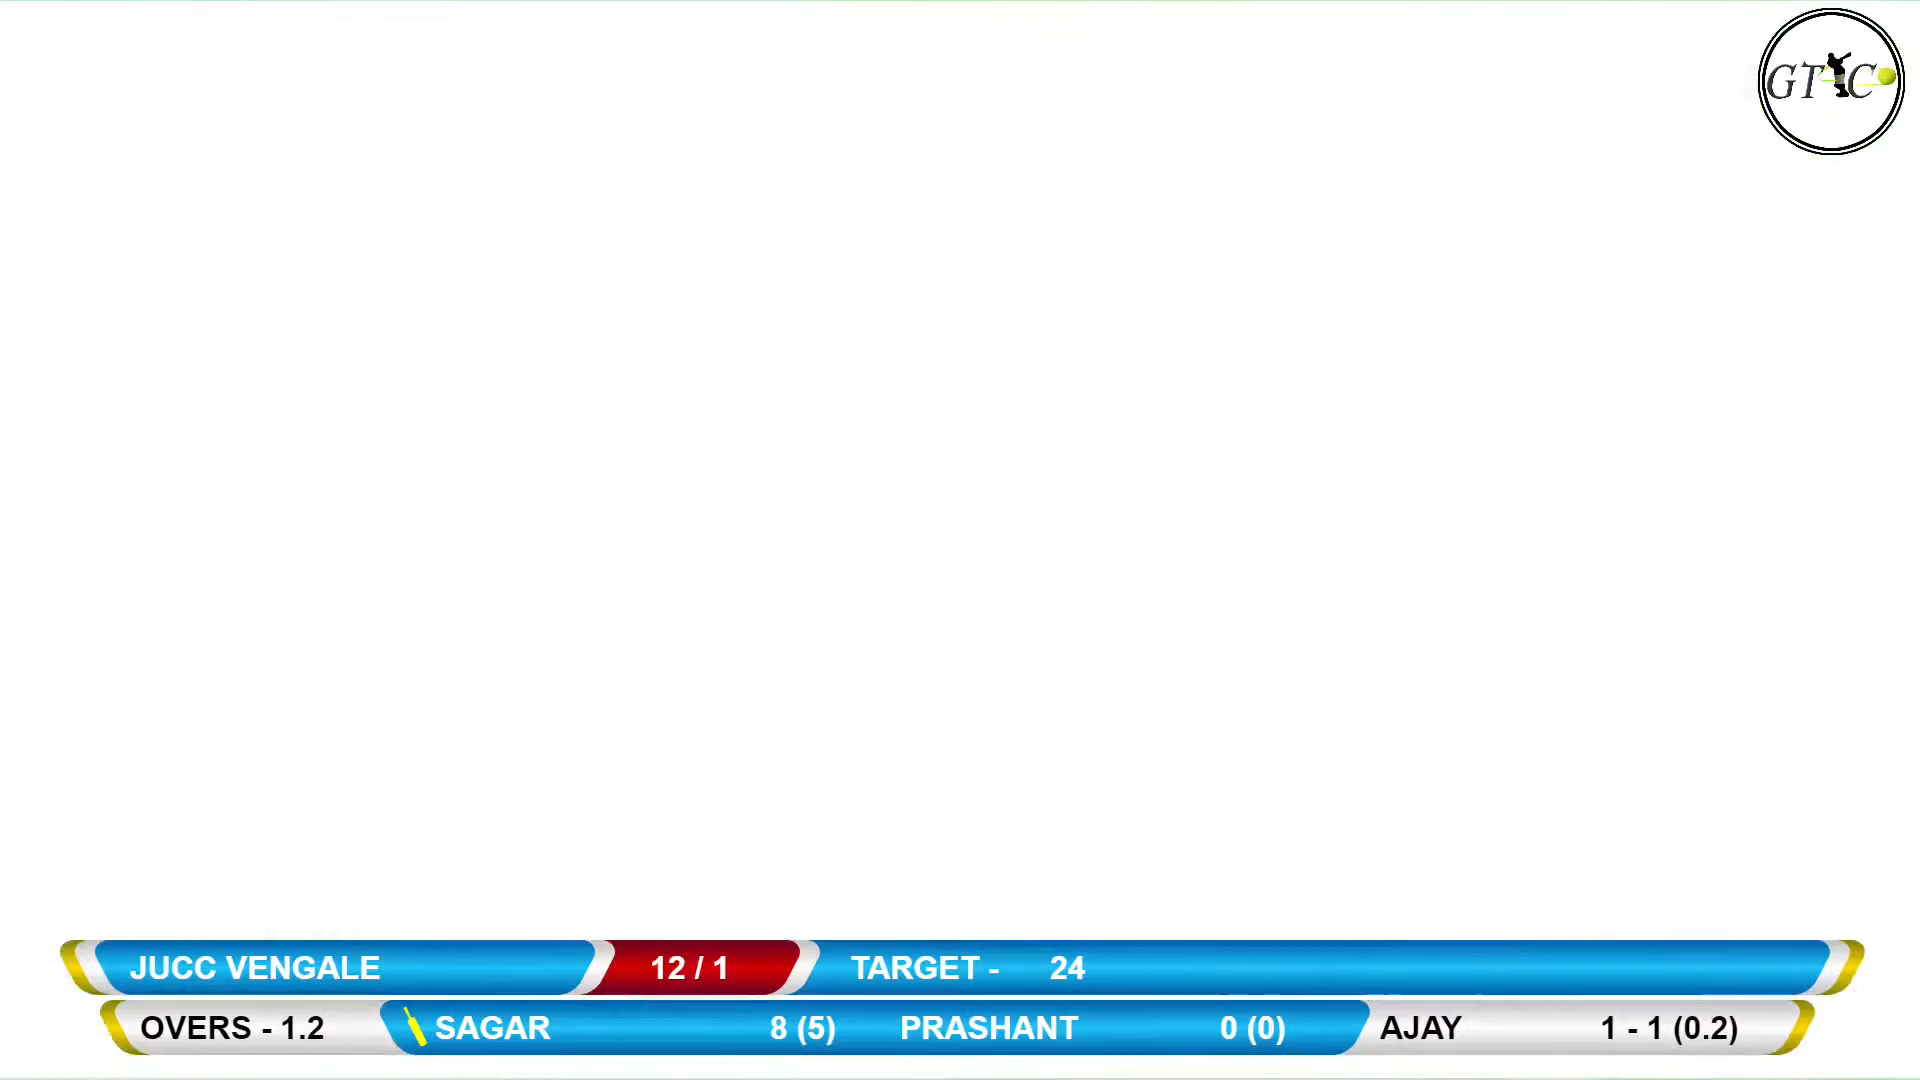 GTC
JUCC VENGALE 12 / 1 TARGET - 24
OVERS - 1.2 SAGAR 8 (5) PRASHANT 0 (0) AJAY 1 - 1 (0.2)